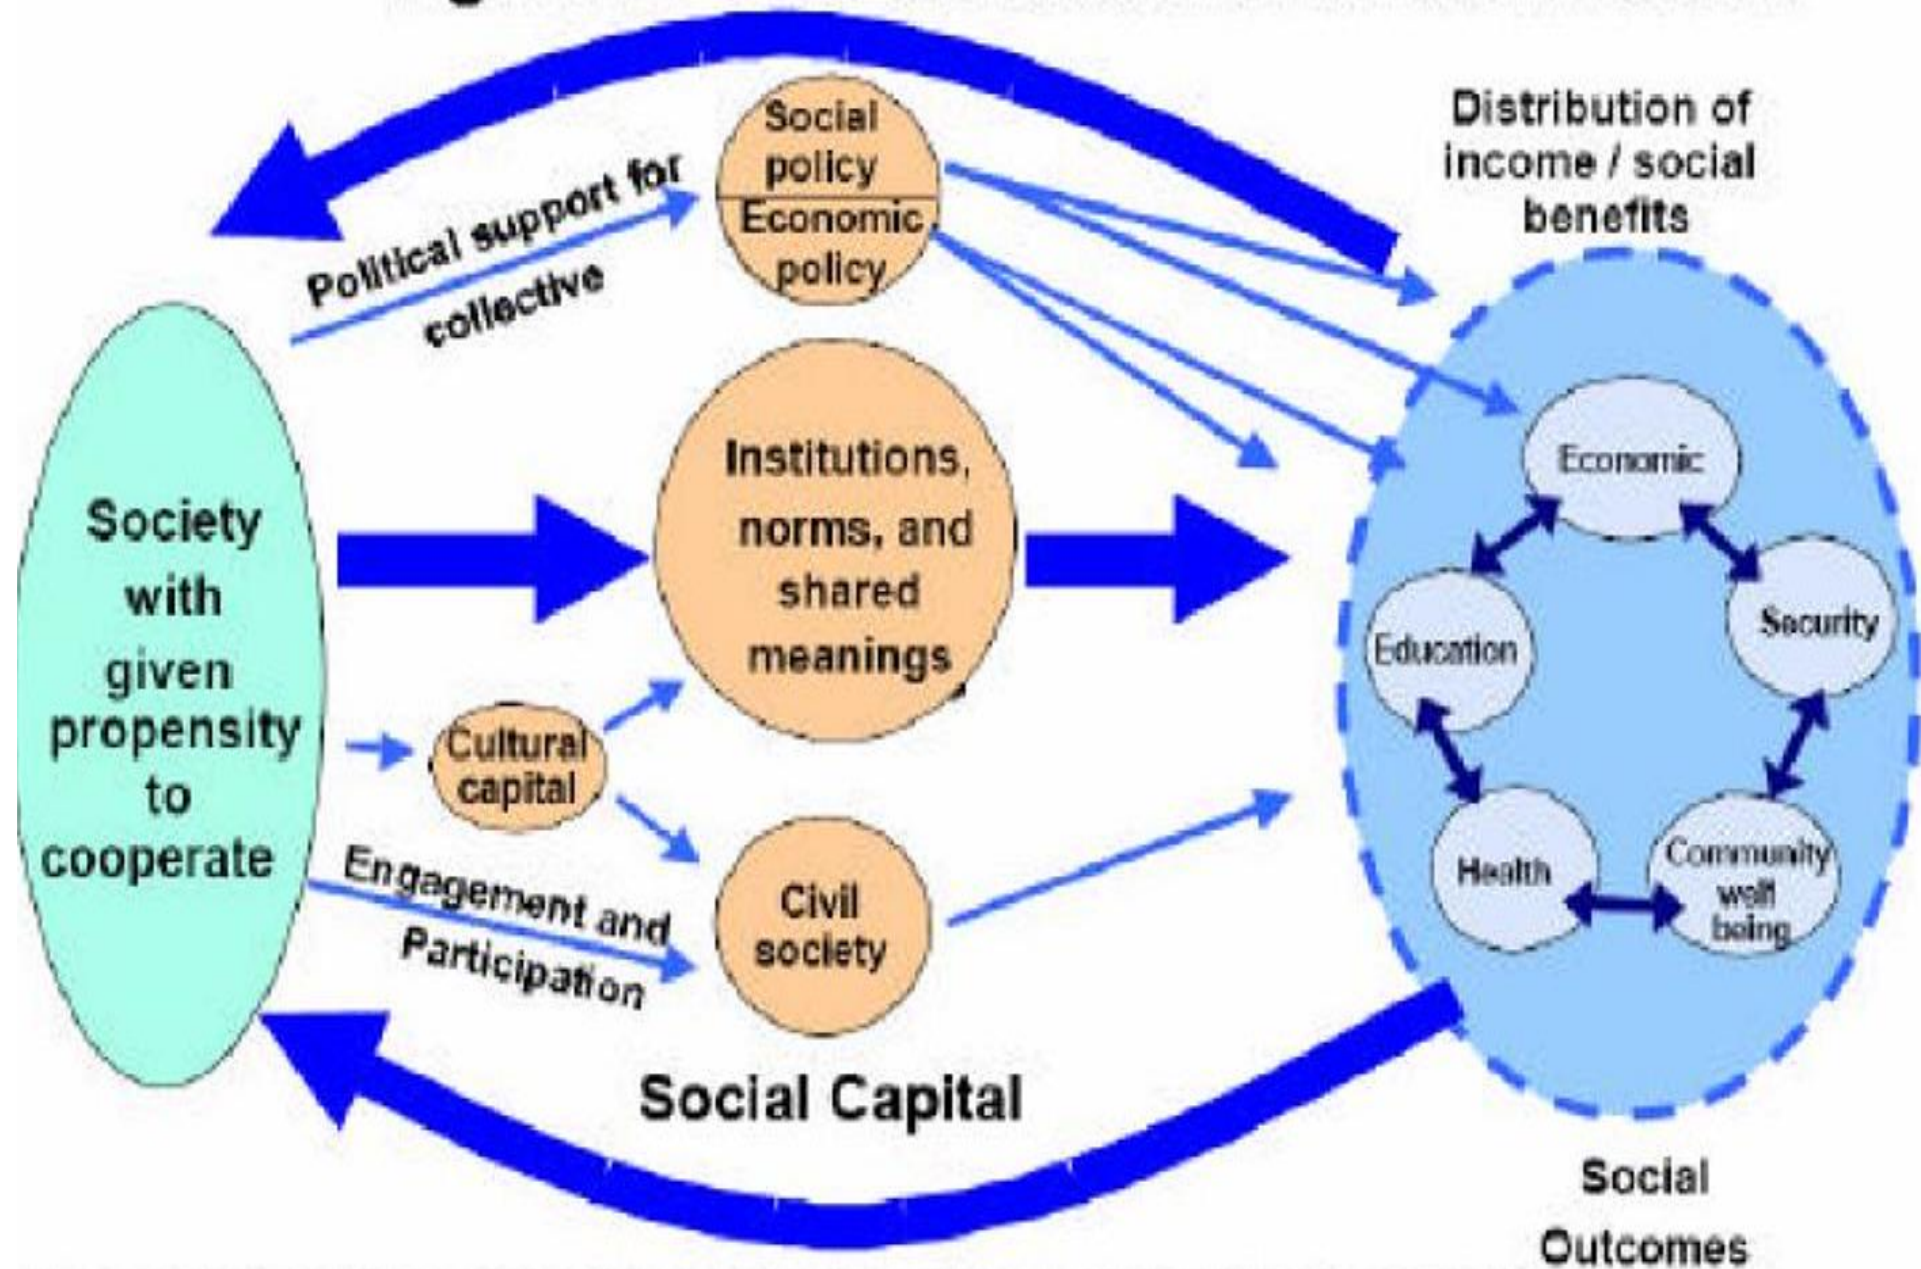 Distribution of
income / social
benefits
Social
policy
Economic
policy
Political support for
collective
Society
with
given
propensity
to
cooperate
Institutions,
norms, and
shared
meanings
Cultural
capital
Engagement and
Participation
Civil
society
Economic
Security
Education
Health
Community
well
being
Social Capital
Social
Outcomes